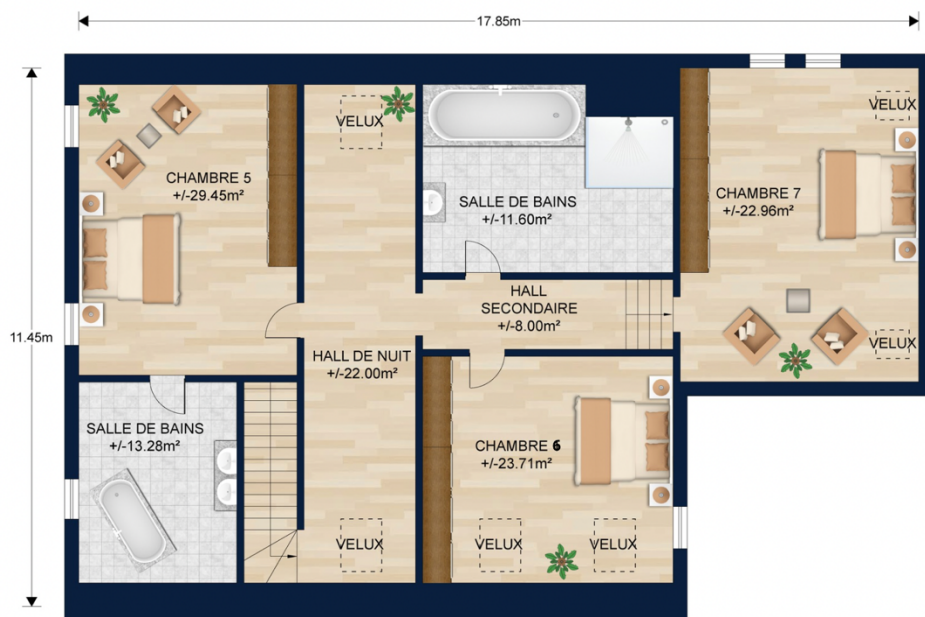 17.85m
11.45m
CHAMBRE 5
+/-29.45m²
VELUX
SALLE DE BAINS
+/-11.60m²
CHAMBRE 7
+/-22.96m²
VELUX
HALL
SECONDAIRE
+/-8.00m²
VELUX
HALL DE NUIT
+/-22.00m²
SALLE DE BAINS
+/-13.28m²
CHAMBRE 6
+/-23.71m²
VELUX
VELUX
VELUX